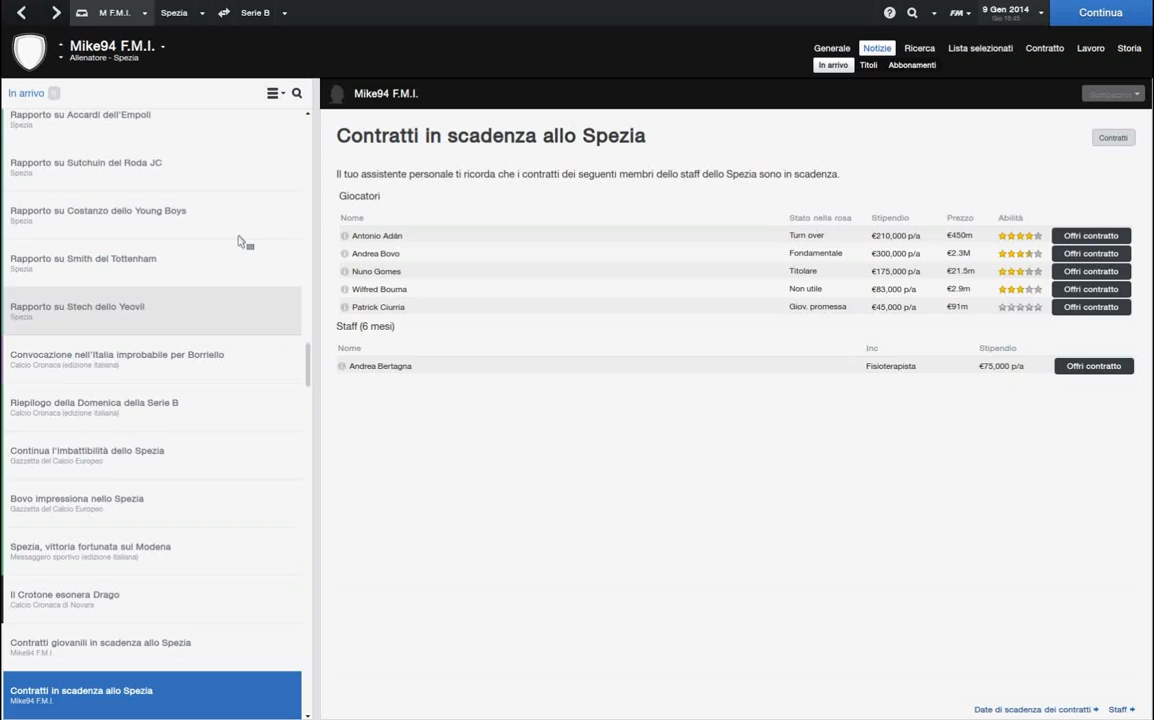 M F.M.I.
Spezia
Serie B
FM
9 Gen 2014
Gio 16:45
Continua
Mike94 F.M.I.
Allenatore - Spezia
Generale
Notizie
Ricerca
Lista selezionati
Contratto
Lavoro
Storia
In arrivo
Titoli
Abbonamenti
In arrivo
Rapporto su Accardi dell'Empoli
Spezia
Rapporto su Sutchuin del Roda JC
Spezia
Rapporto su Costanzo dello Young Boys
Spezia
Rapporto su Smith del Tottenham
Spezia
Rapporto su Stech dello Yeovil
Spezia
Convocazione nell'Italia improbabile per Borriello
Calcio Cronaca (edizione italiana)
Riepilogo della Domenica della Serie B
Calcio Cronaca (edizione italiana)
Continua l'imbattibilità dello Spezia
Gazzetta del Calcio Europeo
Bovo impressiona nello Spezia
Gazzetta del Calcio Europeo
Spezia, vittoria fortunata sul Modena
Messaggero sportivo (edizione italiana)
Il Crotone esonera Drago
Calcio Cronaca di Novara
Contratti giovanili in scadenza allo Spezia
Mike94 F.M.I.
Contratti in scadenza allo Spezia
Mike94 F.M.I.
Mike94 F.M.I.
Contratti in scadenza allo Spezia
Contratti
Il tuo assistente personale ti ricorda che i contratti dei seguenti membri dello staff dello Spezia sono in scadenza.
Giocatori
Nome Stato nella rosa Stipendio Prezzo Abilità
Antonio Adán Turn over €210,000 p/a €450m Offri contratto
Andrea Bovo Fondamentale €300,000 p/a €2.3M Offri contratto
Nuno Gomes Titolare €175,000 p/a €21.5m Offri contratto
Wilfred Bouma Non utile €83,000 p/a €2.9m Offri contratto
Patrick Ciurria Giov. promessa €45,000 p/a €91m Offri contratto
Staff (6 mesi)
Nome Inc Stipendio
Andrea Bertagna Fisioterapista €75,000 p/a Offri contratto
Date di scadenza dei contratti
Staff